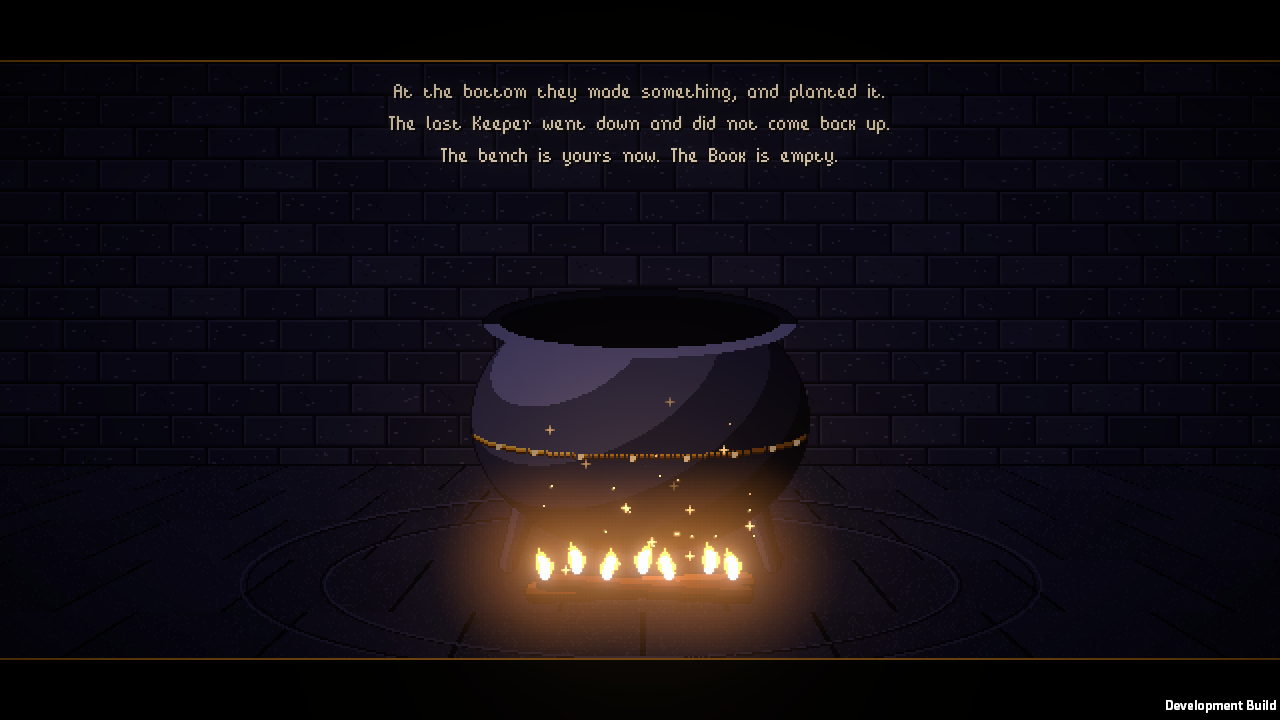 At the bottom they made something, and planted it.
The last Keeper went down and did not come back up.
The bench is yours now. The Book is empty.
Development Build